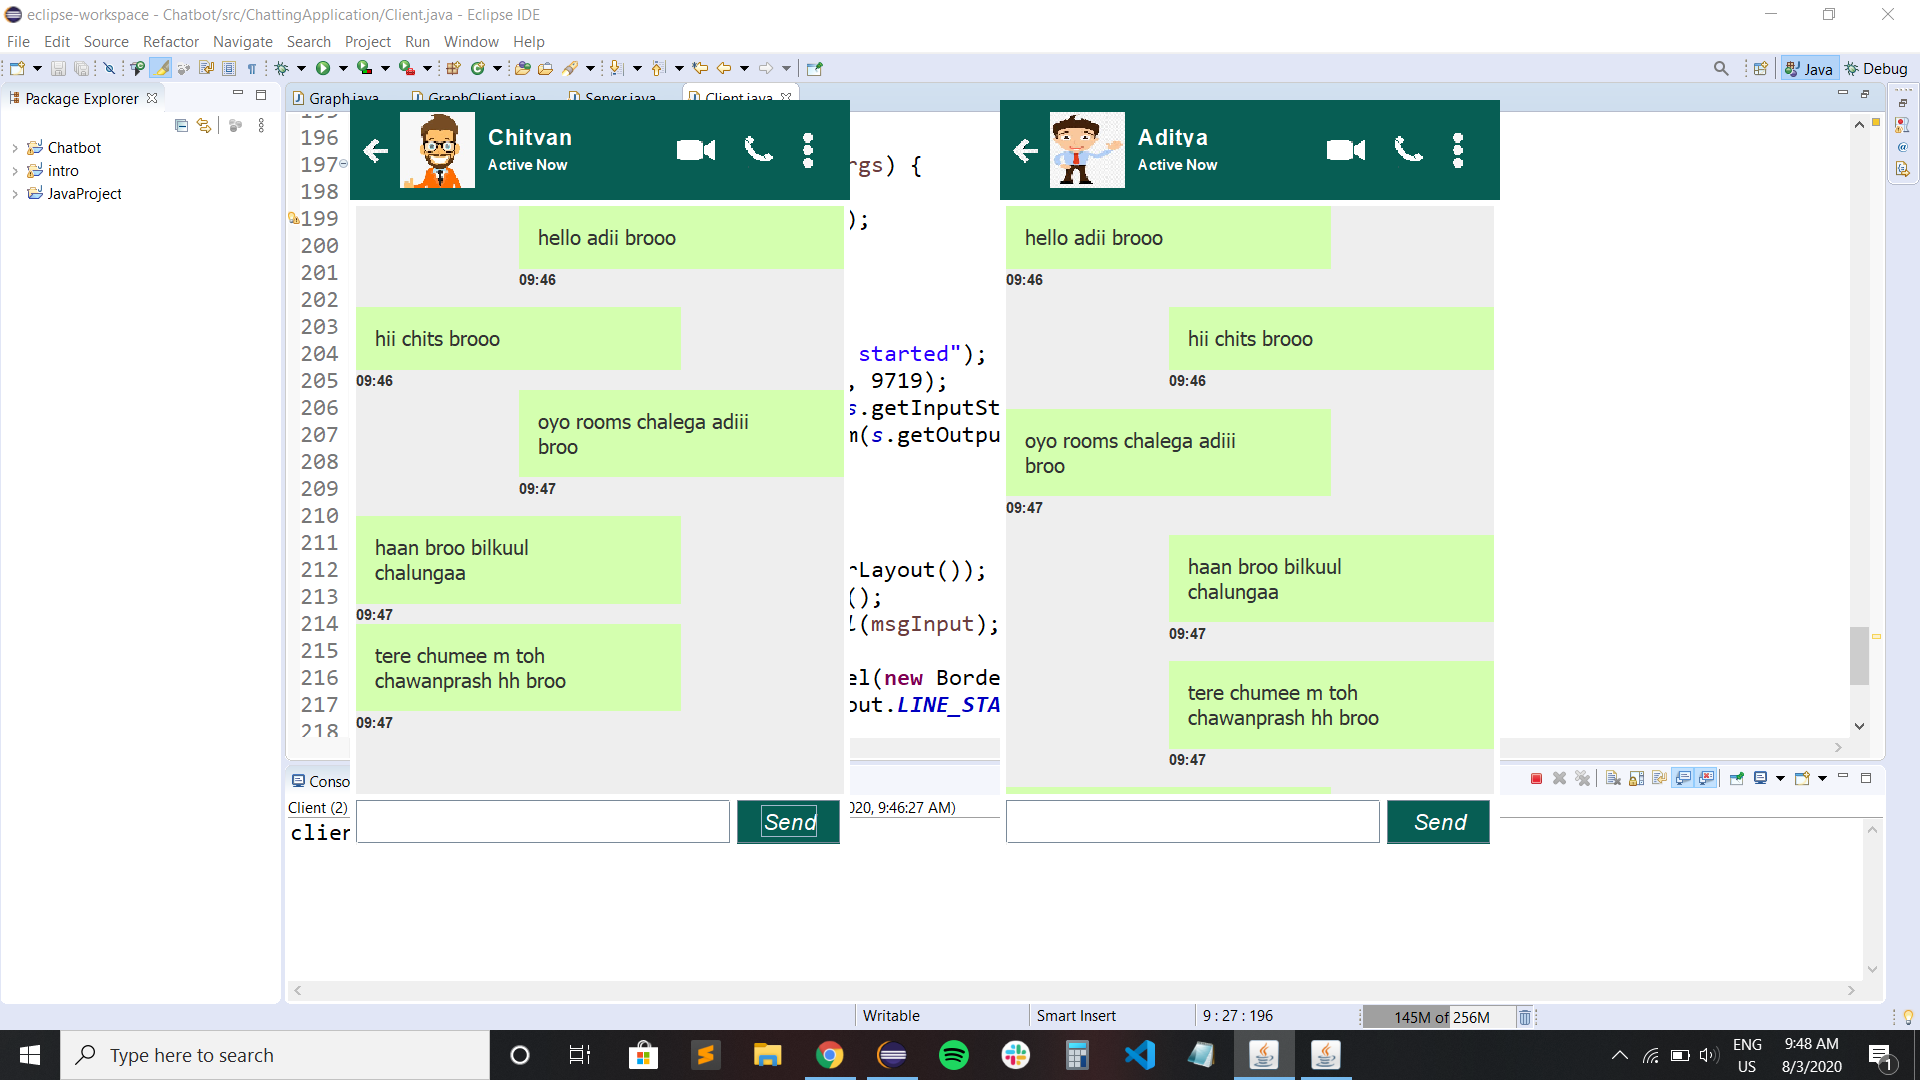 eclipse-workspace - Chatbot/src/ChattingApplication/Client.java - Eclipse IDE
File Edit Source Refactor Navigate Search Project Run Window Help
Java Debug
Package Explorer
Chatbot
intro
JavaProject
Graph.java GraphClient.java Server.java Client.java
196
197
198
199
200
201
202
203
204
205
206
207
208
209
210
211
212
213
214
215
216
217
218
Chitvan
Active Now
hello adii brooo
09:46
hii chits brooo
09:46
oyo rooms chalega adiii
broo
09:47
haan broo bilkuul
chalungaa
09:47
tere chumee m toh
chawanprash hh broo
09:47
Send
rgs) {
);
started");
, 9719);
s.getInputSt
m(s.getOutpu
rLayout());
();
l(msgInput);
el(new Borde
out.LINE_STA
Aditya
Active Now
hello adii brooo
09:46
hii chits brooo
09:46
oyo rooms chalega adiii
broo
09:47
haan broo bilkuul
chalungaa
09:47
tere chumee m toh
chawanprash hh broo
09:47
Send
Conso
Client (2) 020, 9:46:27 AM)
clien
Writable Smart Insert 9 : 27 : 196 145M of 256M
Type here to search
ENG
US
9:48 AM
8/3/2020
1